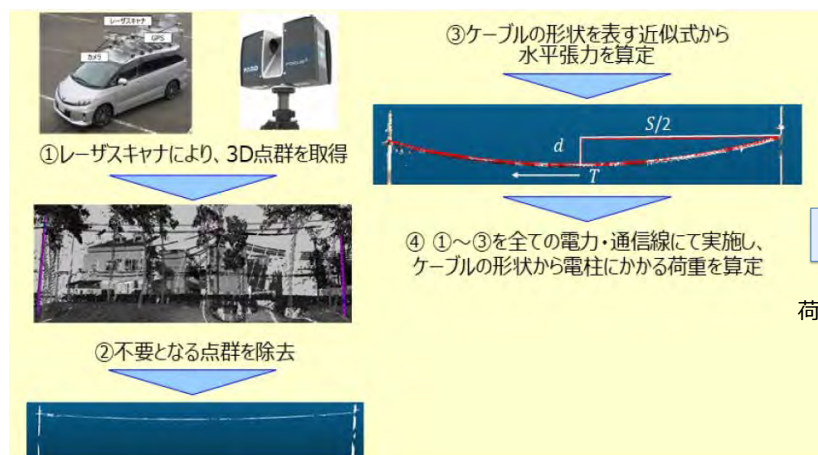 レーザスキャナ
GPS
カメラ
FARO
①レーザスキャナにより、3D点群を取得
②不要となる点群を除去
③ケーブルの形状を表す近似式から
水平張力を算定
S/2
d
T
④ ①～③を全ての電力・通信線にて実施し、
ケーブルの形状から電柱にかかる荷重を算定
荷